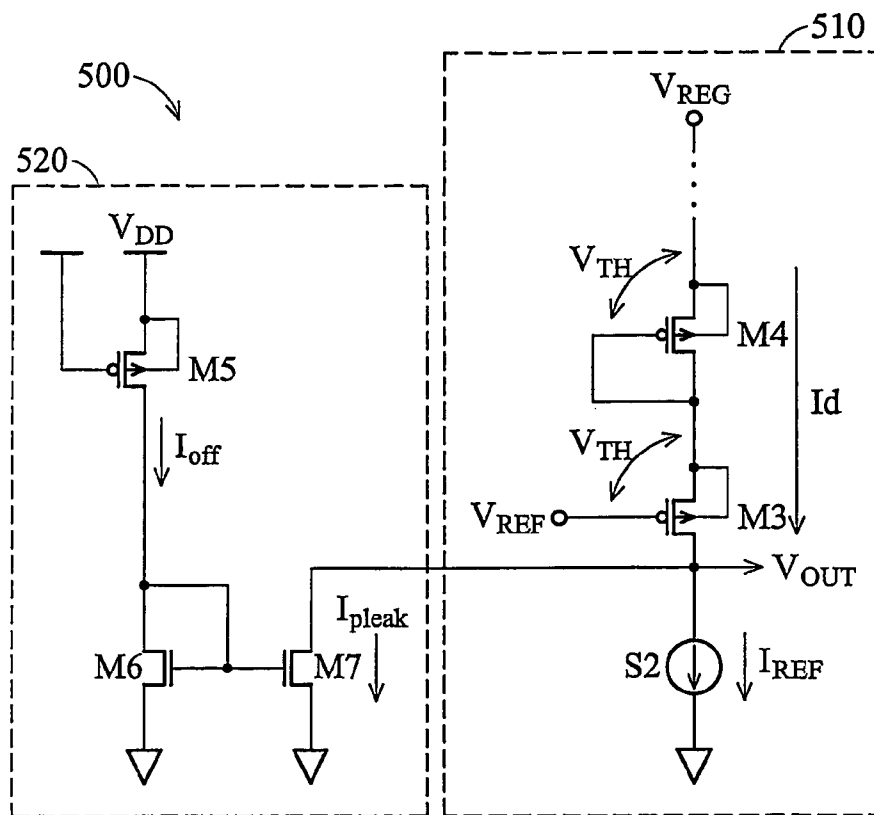 510
500
V_REG
520
V_DD
V_TH
M4
M5
Id
V_TH
I_off
V_REF
M3
V_OUT
I_pleak
M6
M7
S2
I_REF